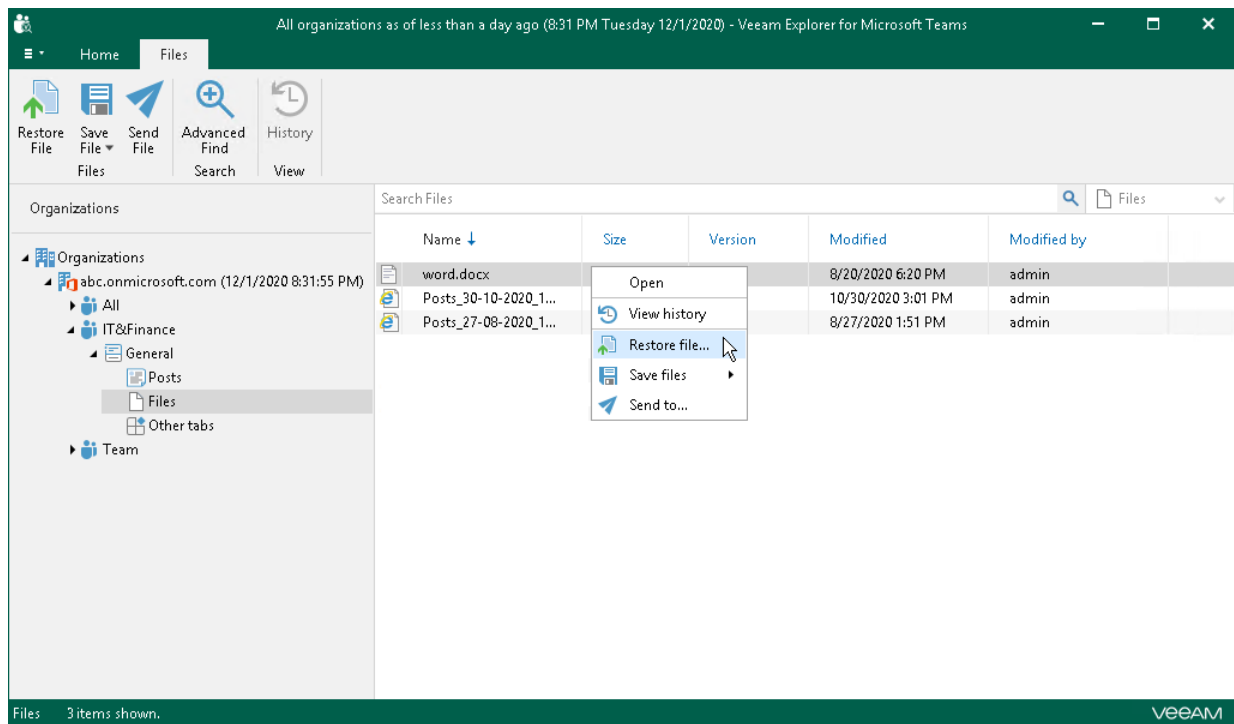 All organizations as of less than a day ago (8:31 PM Tuesday 12/1/2020) - Veeam Explorer for Microsoft Teams
Home Files
Restore File
Save File
Send File
Advanced Find
History
Files Search View
Organizations
Search Files
Files
Name Size Version Modified Modified by
Organizations
abc.onmicrosoft.com (12/1/2020 8:31:55 PM)
All
IT&Finance
General
Posts
Files
Other tabs
Team
word.docx 8/20/2020 6:20 PM admin
Posts_30-10-2020_1... 10/30/2020 3:01 PM admin
Posts_27-08-2020_1... 8/27/2020 1:51 PM admin
Open
View history
Restore file...
Save files
Send to...
Files 3 items shown.
veeAM